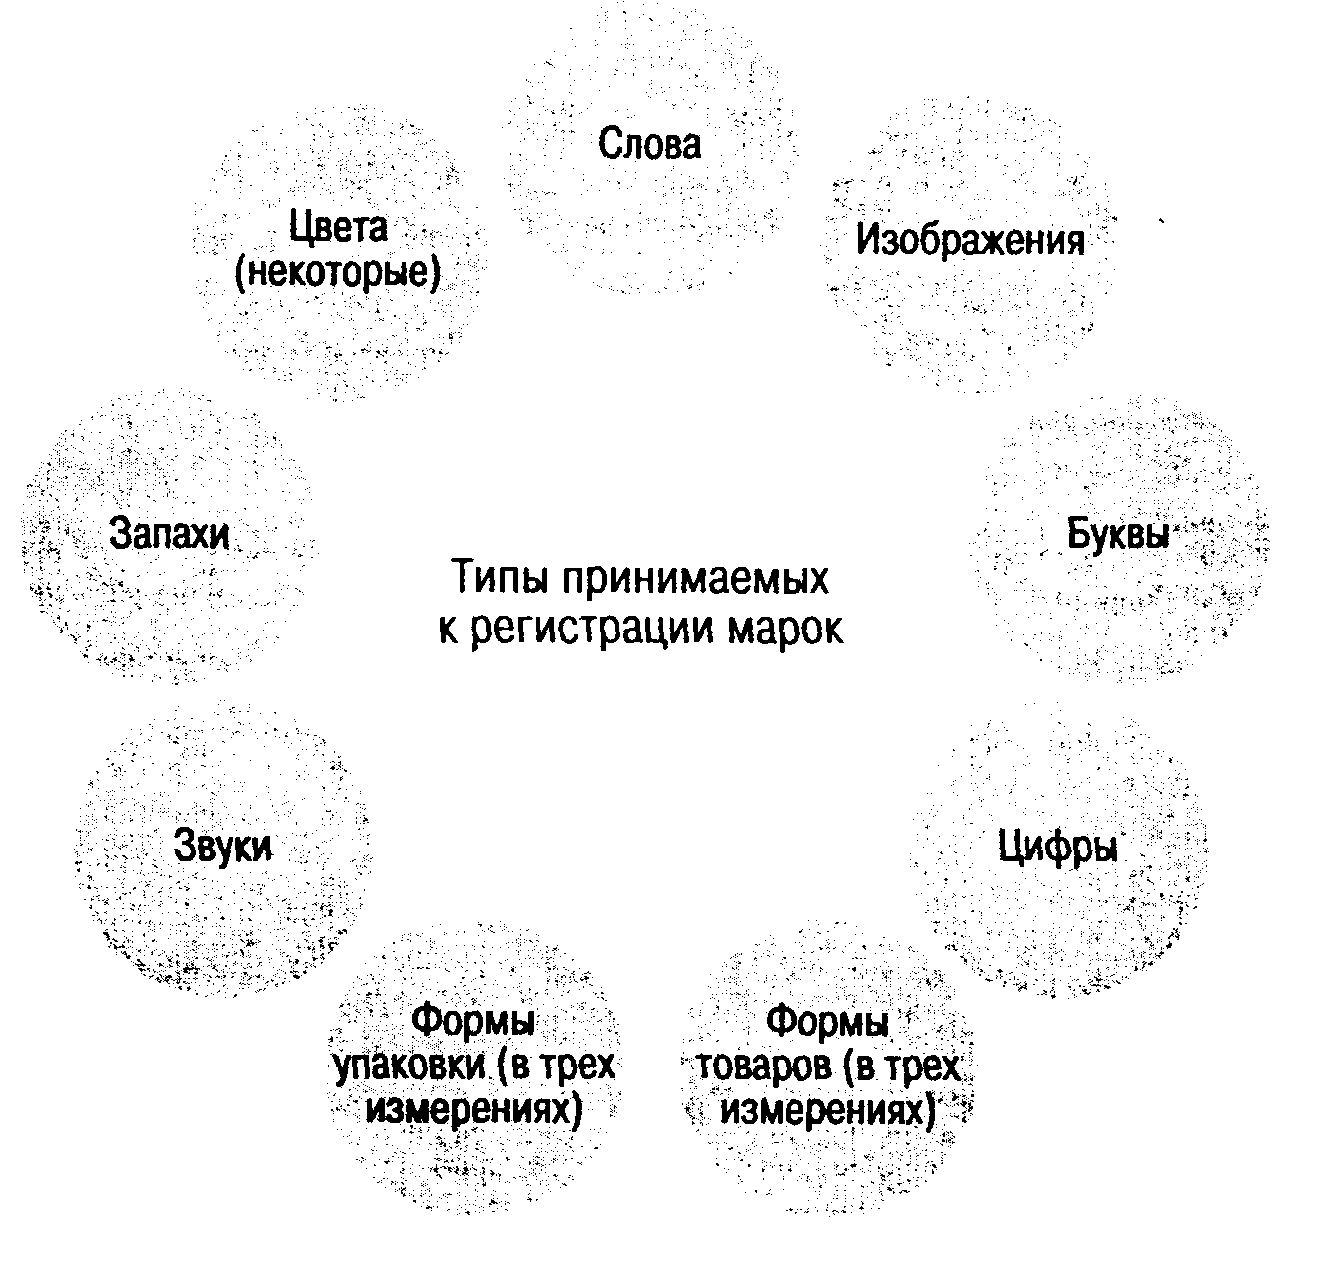 Слова
Изображения
Цвета
(некоторые)
Запахи
Буквы
Типы принимаемых
к регистрации марок
Звуки
Цифры
Формы
упаковки (в трех
измерениях)
Формы
товаров (в трех
измерениях)